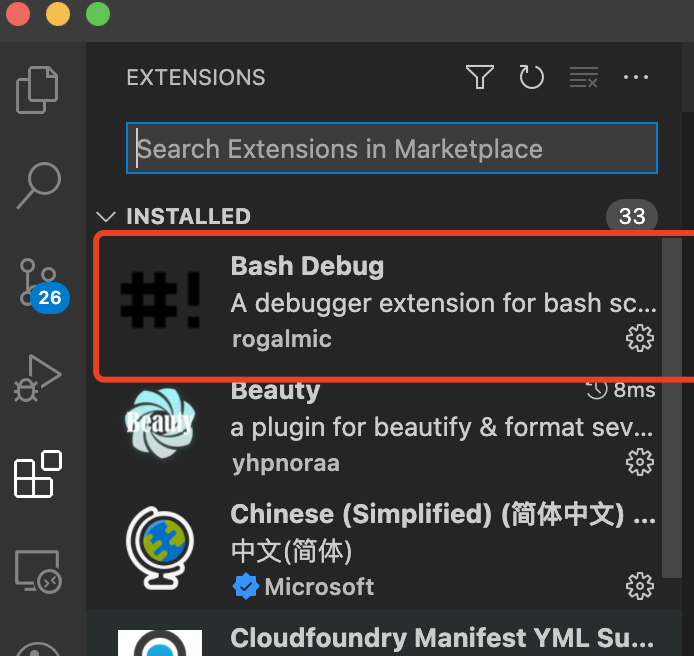 EXTENSIONS
Search Extensions in Marketplace
INSTALLED 33
26
#!
Bash Debug
A debugger extension for bash sc...
rogalmic
Beauty
Beauty 8ms
a plugin for beautify & format sev...
yhpnoraa
Chinese (Simplified) (简体中文) ...
中文(简体)
Microsoft
Cloudfoundry Manifest YML Su...